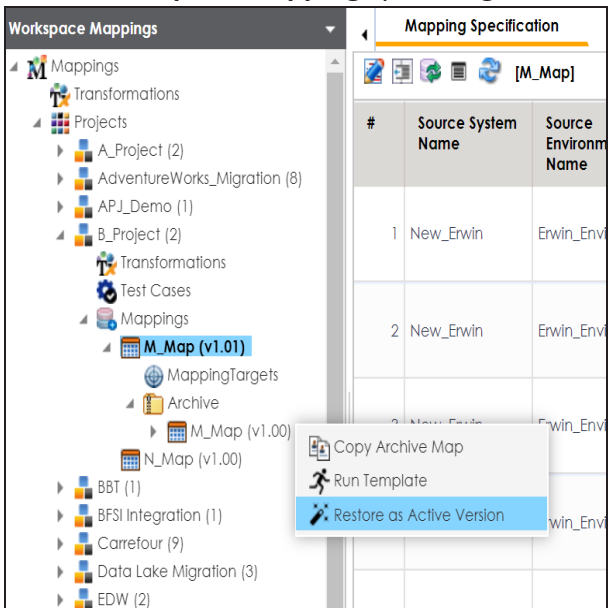 Workspace Mappings
Mapping Specification
Mappings
Transformations
Projects
A_Project (2)
AdventureWorks_Migration (8)
APJ_Demo (1)
B_Project (2)
Transformations
Test Cases
Mappings
M_Map (v1.01)
MappingTargets
Archive
M_Map (v1.00)
N_Map (v1.00)
BBT (1)
BFSI Integration (1)
Carrefour (9)
Data Lake Migration (3)
EDW (2)
[M_Map]
# Source System Name Source Environm Name
1 New_Erwin Erwin_Envi
2 New_Erwin Erwin_Envi
Erwin_Envi
rwin_Envi
Copy Archive Map
Run Template
Restore as Active Version